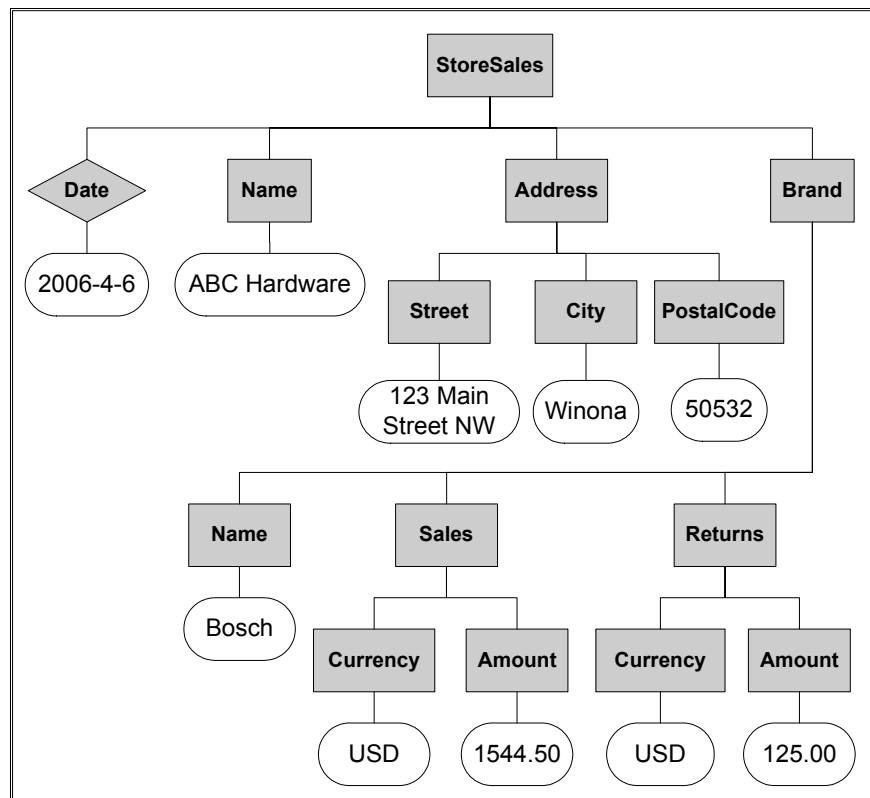 StoreSales
Date
Name
Address
Brand
2006-4-6
ABC Hardware
Street
City
PostalCode
123 Main
Street NW
Winona
50532
Name
Sales
Returns
Bosch
Currency
Amount
Currency
Amount
USD
1544.50
USD
125.00